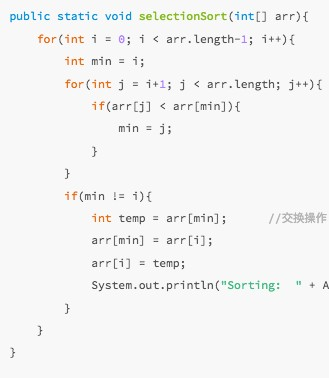 public static void selectionSort(int[] arr){
for(int i = 0; i < arr.length-1; i++){
int min = i;
for(int j = i+1; j < arr.length; j++){
if(arr[j] < arr[min]){
min = j;
}
}
if(min != i){
int temp = arr[min]; //交换操作
arr[min] = arr[i];
arr[i] = temp;
System.out.println("Sorting: " + A
}
}
}